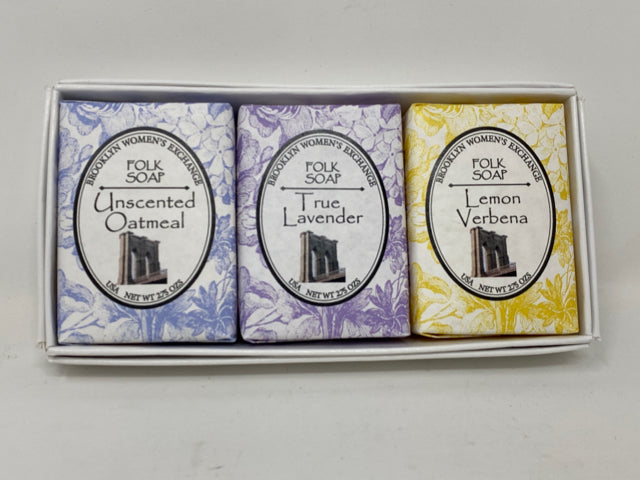 BROOKLYN WOMEN'S EXCHANGE
FOLK
SOAP
Unscented
Oatmeal
USA NET WT 2.75 OZS
BROOKLYN WOMEN'S EXCHANGE
FOLK
SOAP
True
Lavender
USA NET WT 2.75 OZS
BROOKLYN WOMEN'S EXCHANGE
FOLK
SOAP
Lemon
Verbena
USA NET WT 2.75 OZS